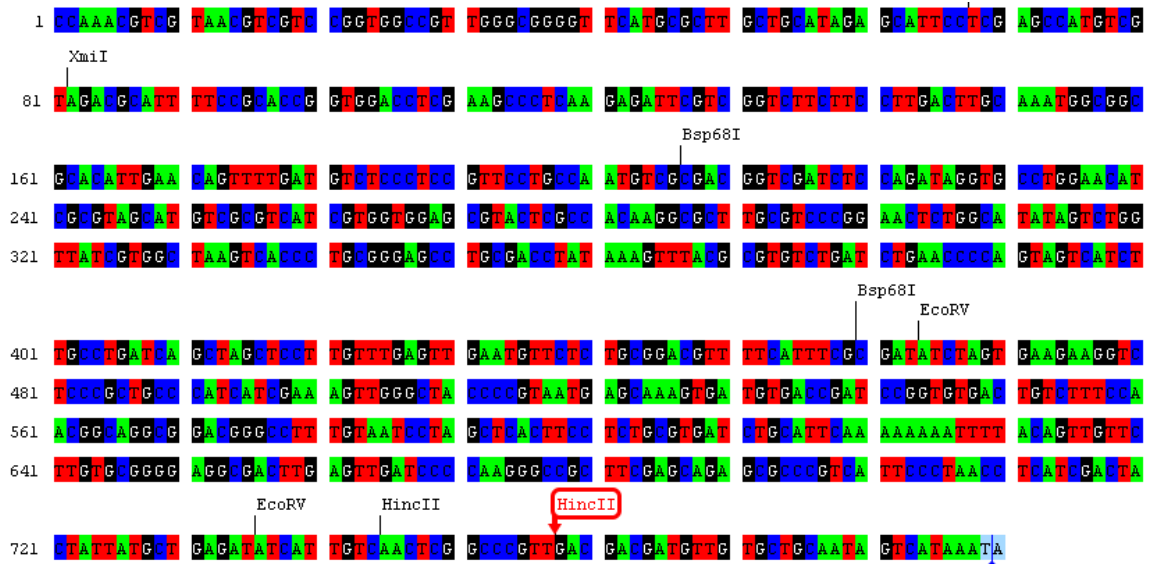 1 CCAAACGTCG TAACGTCGTC CGGTGGCCGT TGGGCGGGGT TCATGCGCTT GCTGCATAGA GCATTCCTCG AGCCATGTCG
XmiI
81 TAGACGCATT TTCCGCACCG GTGGACCTCG AAGCCCTCAA GAGATTCGTC GGTCTTCTTC CTTGACTTGC AAATGGCGGC
Bsp68I
161 GCACATTGAA CAGTTTTGAT GTCTCCCTCC GTTCCTGCCA ATGTCGCGAC GGTCGATCTC CAGATAGGTG CCTGGAACAT
241 CGCGTAGCAT GTCGCGTCAT CGTGGTGGAG CGTACTCGCC ACAAGGCGCT TGCGTCCCGG AACTCTGGCA TATAGTCTGG
321 TTATCGTGGC TAAGTCACCC TGCGGGAGCC TGCGACCTAT AAAGTTTACG CGTGTCTGAT CTGAACCCCA GTAGTCATCT
Bsp68I
EcoRV
401 TGCCTGATCA GCTAGCTCCT TGTTTGAGTT GAATGTTCTC TGCGGACGTT TTCATTTCGC GATATCTAGT GAAGAAGGTC
481 TCCCGCTGCC CATCATCGAA AGTTGGGCTA CCCCGTAATG AGCAAAGTGA TGTGACCGAT CCGGTGTGAC TGTCTTTCCA
561 ACGGCAGGCG GACGGGCCTT TGTAATCCTA GCTCACTTCC TCTGCGTGAT CTGCATTCAA AAAAAATTTT ACAGTTGTTC
641 TTGTGCGGGG AGGCGACTTG AGTTGATCCC CAAGGGCCGC TTCGAGCAGA GCGCCCGTCA TTCCCTAACC TCATCGACTA
EcoRV HincII HincII
721 CTATTATGCT GAGATATCAT TGTCAACTCG GCCCGTTGAC GACGATGTTG TGCTGCAATA GTCATAAATA